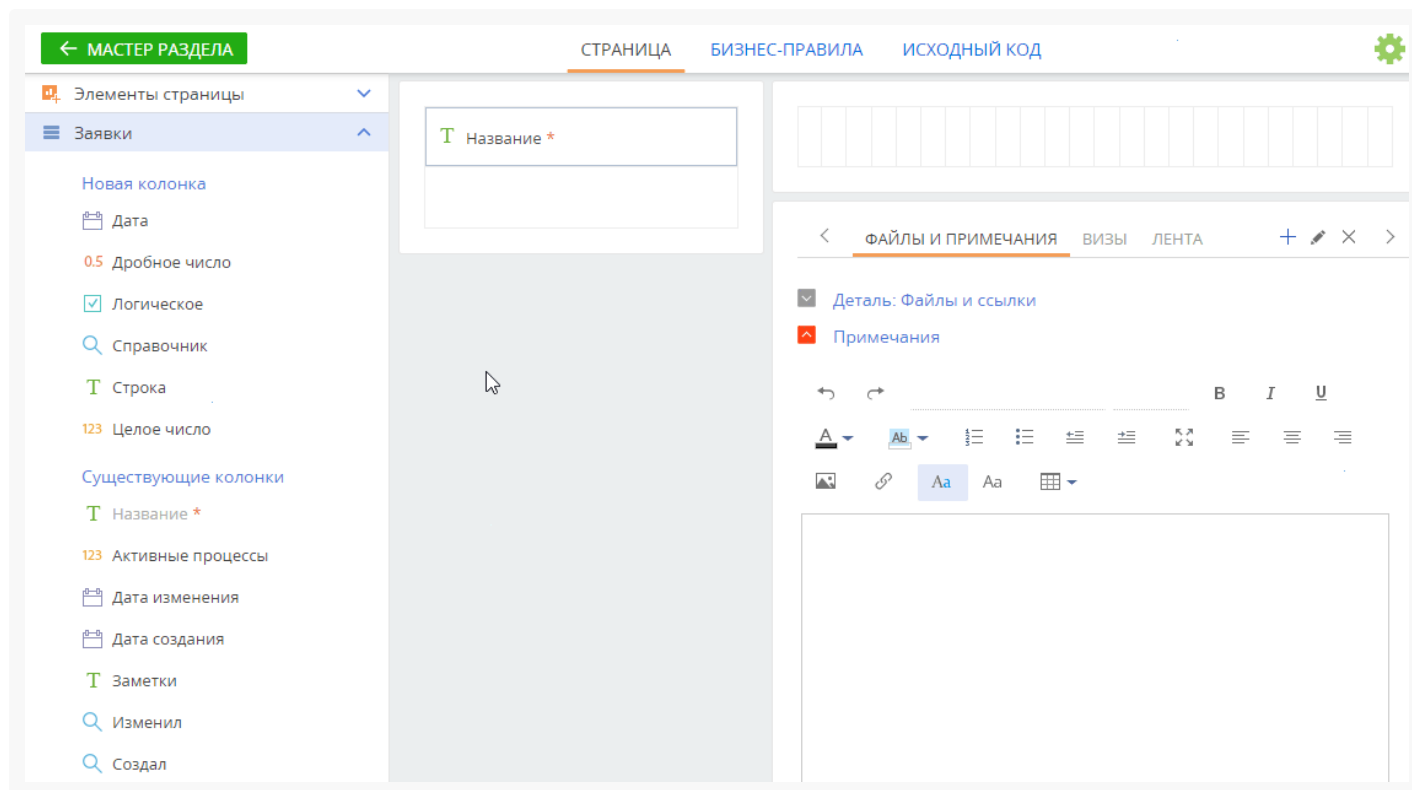 ← МАСТЕР РАЗДЕЛА
СТРАНИЦА БИЗНЕС-ПРАВИЛА ИСХОДНЫЙ КОД
Элементы страницы
Заявки
Новая колонка
Дата
0.5 Дробное число
Логическое
Справочник
T Строка
123 Целое число
Существующие колонки
T Название *
123 Активные процессы
Дата изменения
Дата создания
T Заметки
Изменил
Создал
T Название *
ФАЙЛЫ И ПРИМЕЧАНИЯ ВИЗЫ ЛЕНТА
Деталь: Файлы и ссылки
Примечания
B I U
A Ab
Aa Aa